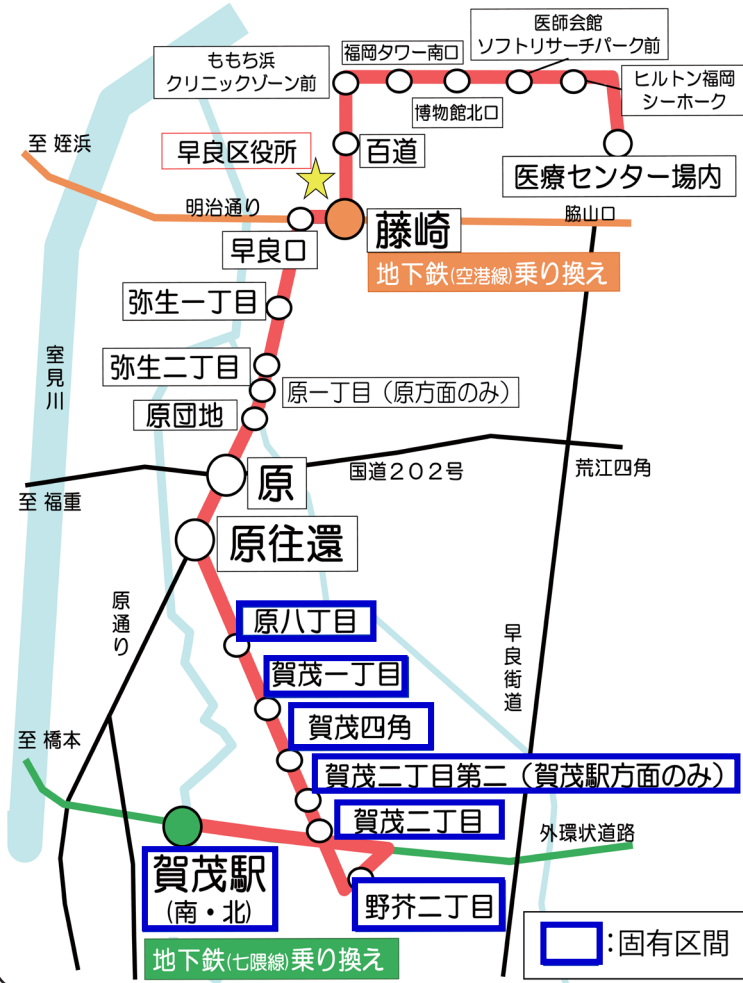 医師会館
ソフトリサーチパーク前
福岡タワー南口
ももち浜
クリニックゾーン前
ヒルトン福岡
シーホーク
博物館北口
至 姪浜
早良区役所
百道
医療センター場内
明治通り
脇山口
藤崎
早良口
地下鉄(空港線)乗り換え
弥生一丁目
室見川
弥生二丁目
原一丁目（原方面のみ）
原団地
国道２０２号
荒江四角
原
至 福重
原往還
原通り
原八丁目
早良街道
賀茂一丁目
賀茂四角
至 橋本
賀茂二丁目第二（賀茂駅方面のみ）
賀茂二丁目
外環状道路
賀茂駅
(南・北)
野芥二丁目
地下鉄(七隈線)乗り換え
:固有区間